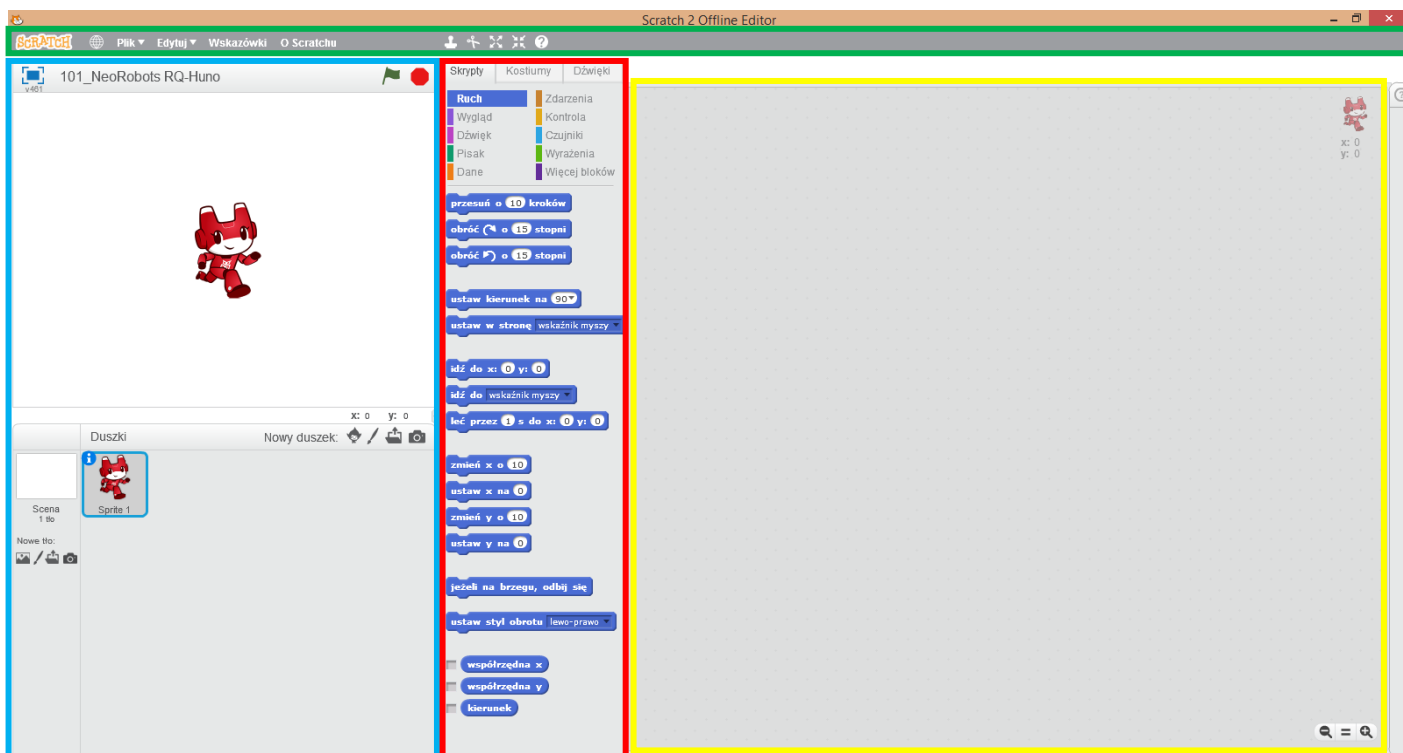 Scratch 2 Offline Editor
SCRATCH Plik Edytuj Wskazówki O Scratchu
101_NeoRobots RQ-Huno
v461
x: 0 y: 0
Duszki Nowy duszek:
Scena
1 tło
Nowe tło:
Sprite 1
Skrypty Kostiumy Dźwięki
Ruch Zdarzenia
Wygląd Kontrola
Dźwięk Czujniki
Pisak Wyrażenia
Dane Więcej bloków
przesuń o 10 kroków
obróć o 15 stopni
obróć o 15 stopni
ustaw kierunek na 90
ustaw w stronę wskaźnik myszy
idź do x: 0 y: 0
idź do wskaźnik myszy
leć przez 1 s do x: 0 y: 0
zmień x o 10
ustaw x na 0
zmień y o 10
ustaw y na 0
jeżeli na brzegu, odbij się
ustaw styl obrotu lewo-prawo
współrzędna x
współrzędna y
kierunek
x: 0
y: 0